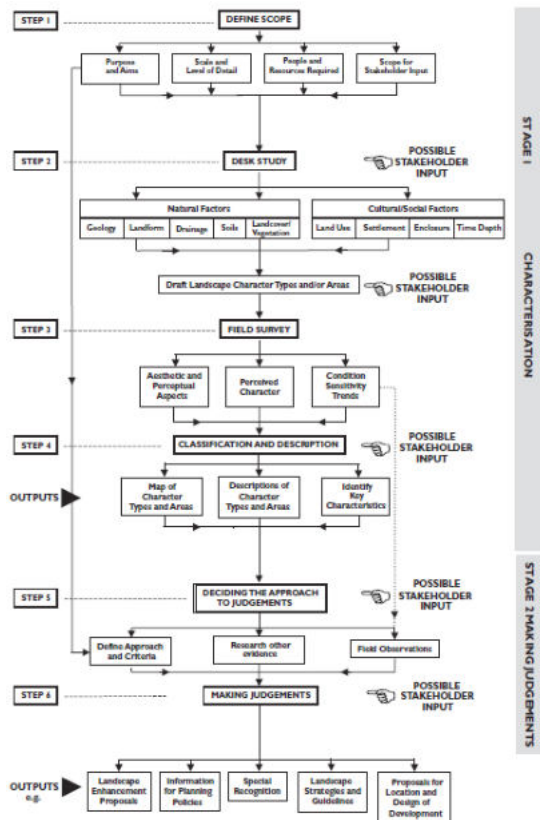 STEP 1
DEFINE SCOPE
Purpose
and Aims
Scale and
Level of Detail
People and
Resources Required
Scope for
Stakeholder Input
STEP 2
DESK STUDY
POSSIBLE
STAKEHOLDER
INPUT
Natural Factors
Geology
Landform
Drainage
Soils
Landcover/
Vegetation
Cultural/Social Factors
Land Use
Settlement
Enclosure
Time Depth
Draft Landscape Character Types and/or Areas
POSSIBLE
STAKEHOLDER
INPUT
STEP 3
FIELD SURVEY
Aesthetic and
Perceptual
Aspects
Perceived
Character
Condition
Sensitivity
Trends
STEP 4
CLASSIFICATION AND DESCRIPTION
POSSIBLE
STAKEHOLDER
INPUT
OUTPUTS
Map of
Character
Types and Areas
Descriptions of
Character
Types and Areas
Identify
Key
Characteristics
STAGE 1
CHARACTERISATION
STEP 5
DECIDING THE APPROACH
TO JUDGEMENTS
POSSIBLE
STAKEHOLDER
INPUT
Define Approach
and Criteria
Research other
evidence
Field Observations
STEP 6
MAKING JUDGEMENTS
POSSIBLE
STAKEHOLDER
INPUT
STAGE 2 MAKING JUDGEMENTS
OUTPUTS
e.g.
Landscape
Enhancement
Proposals
Information
for Planning
Policies
Special
Recognition
Landscape
Strategies and
Guidelines
Proposals for
Location and
Design of
Development